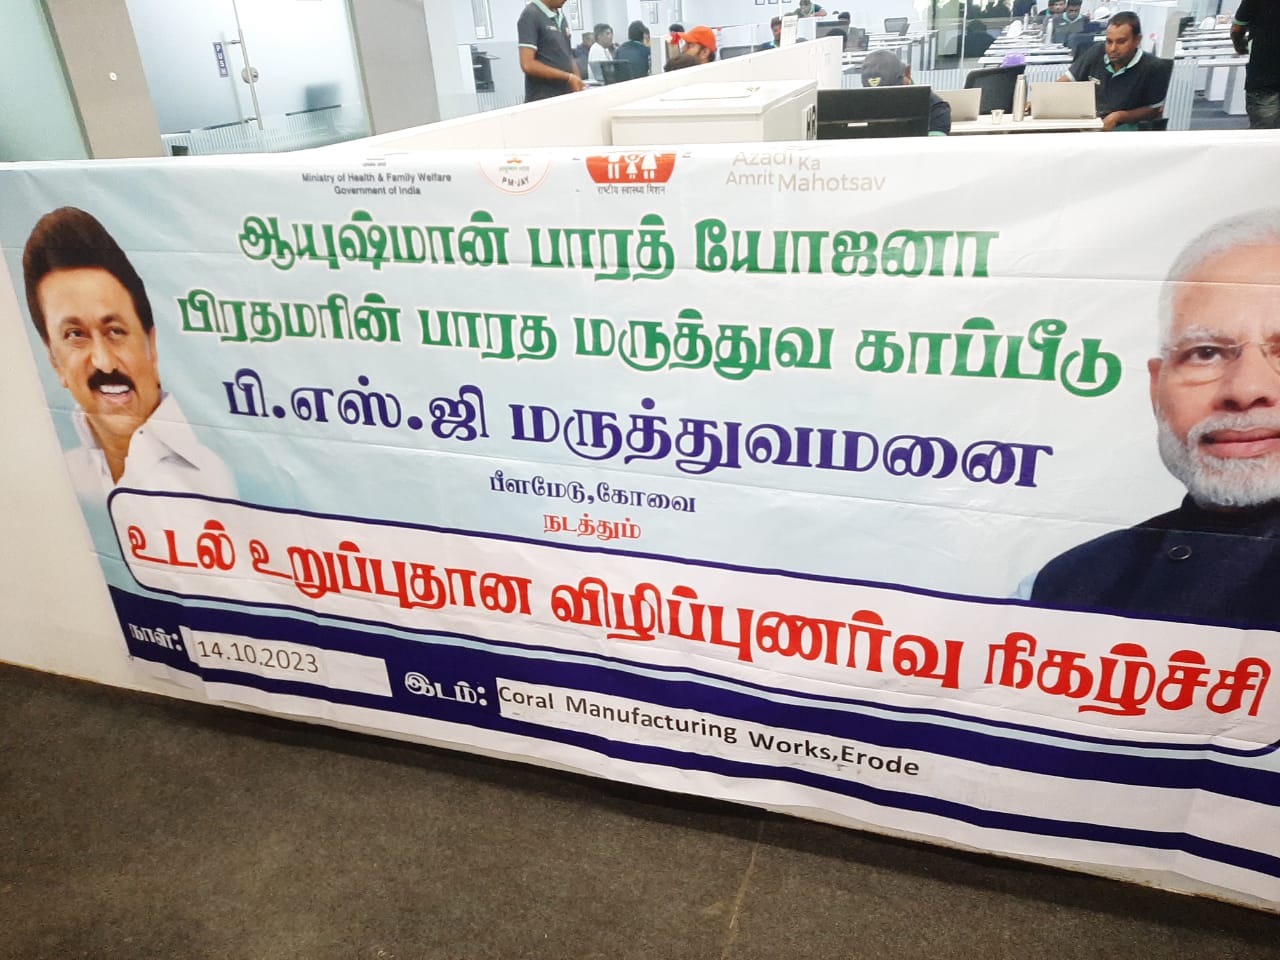 PUSH
Ministry of Health & Family Welfare
Government of India
PM-JAY
राष्ट्रीय स्वास्थ्य मिशन
Azadi Ka
Amrit Mahotsav
ஆயுஷ்மான் பாரத் யோஜனா
பிரதமரின் பாரத மருத்துவ காப்பீடு
பி.எஸ்.ஜி மருத்துவமனை
பீளமேடு,கோவை
நடத்தும்
உடல் உறுப்புதான விழிப்புணர்வு நிகழ்ச்சி
நாள்: 14.10.2023 இடம்: Coral Manufacturing Works,Erode